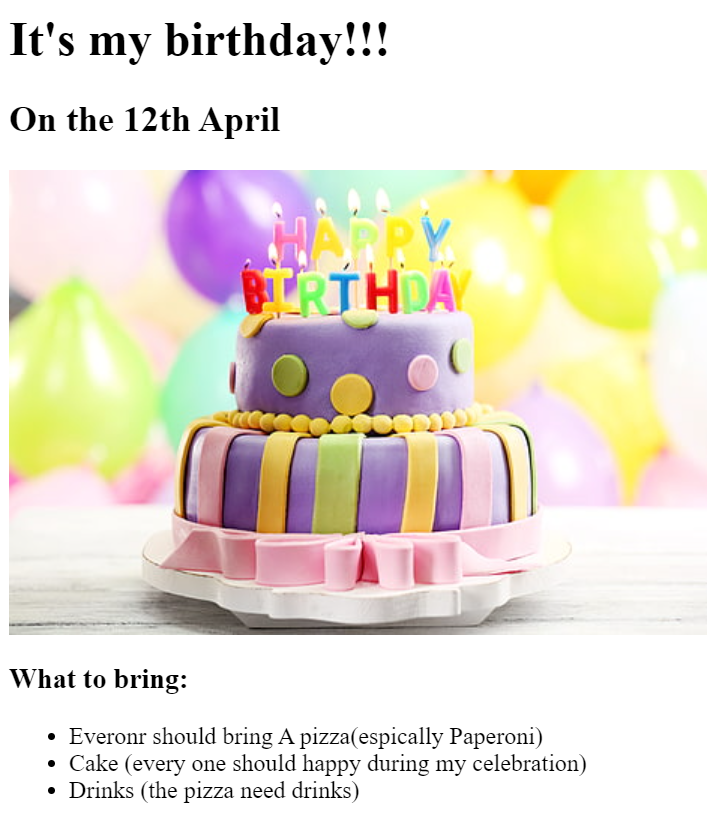 It's my birthday!!!
On the 12th April
HAPPY
BIRTHDAY
What to bring:
Everonr should bring A pizza(espically Paperoni)
Cake (every one should happy during my celebration)
Drinks (the pizza need drinks)